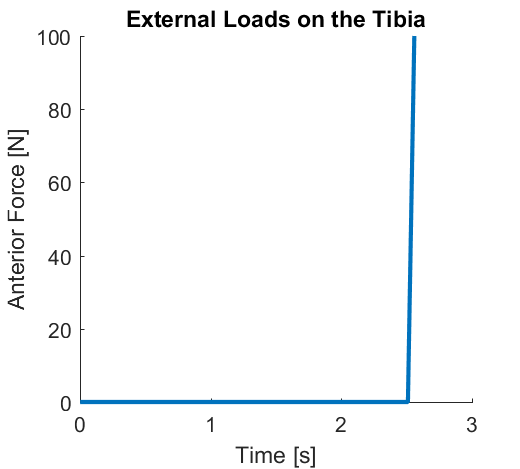 External Loads on the Tibia
100
80
60
40
20
0
Anterior Force [N]
0 1 2 3
Time [s]